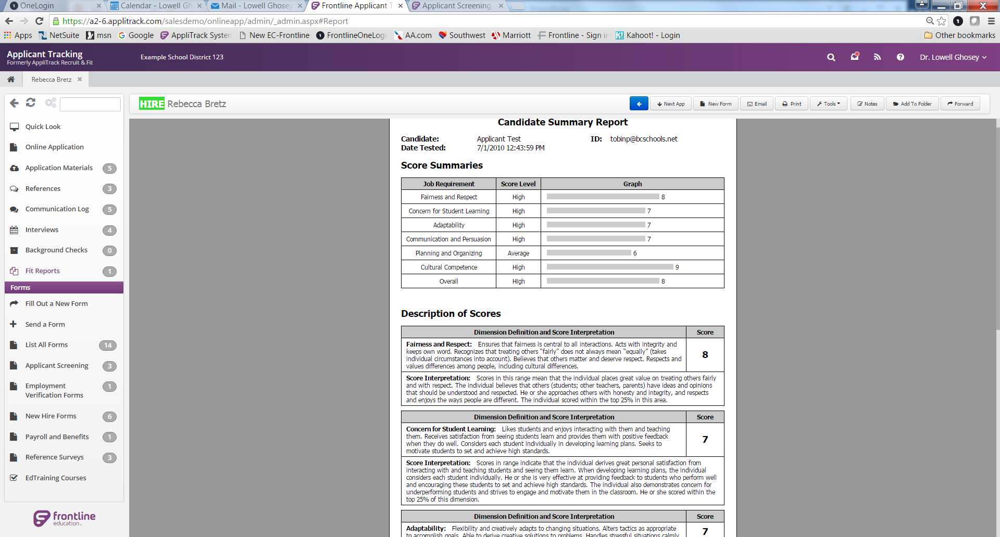 OneLogin
Calendar - Lowell Gh
Mail - Lowell Ghosey
Frontline Applicant T
Applicant Screening
https://a2-6.applitrack.com/salesdemo/onlineapp/admin/_admin.aspx#Report
Apps
NetSuite
msn
Google
AppliTrack System
New EC-Frontline
FrontlineOneLogi
AA.com
Southwest
Marriott
Frontline - Sign in
Kahoot! - Login
Other bookmarks
Applicant Tracking
Formerly AppliTrack Recruit & Fit
Example School District 123
Dr. Lowell Ghosey
Rebecca Bretz
HIRE Rebecca Bretz
Next App
New Form
Email
Print
Tools
Notes
Add To Folder
Forward
Quick Look
Online Application
Application Materials 5
References 3
Communication Log 5
Interviews 4
Background Checks 0
Fit Reports 1
Forms
Fill Out a New Form
Send a Form
List All Forms 14
Applicant Screening 3
Employment
Verification Forms 1
New Hire Forms 6
Payroll and Benefits 1
Reference Surveys 3
EdTraining Courses
frontline
education
Candidate Summary Report
Candidate: Applicant Test ID: tobinp@bcschools.net
Date Tested: 7/1/2010 12:43:59 PM
Score Summaries
Job Requirement Score Level Graph
Fairness and Respect High 8
Concern for Student Learning High 7
Adaptability High 7
Communication and Persuasion High 7
Planning and Organizing Average 6
Cultural Competence High 9
Overall High 8
Description of Scores
Dimension Definition and Score Interpretation Score
Fairness and Respect: Ensures that fairness is central to all interactions. Acts with integrity and
keeps own word. Recognizes that treating others “fairly” does not always mean “equally” (takes
individual circumstances into account). Believes that others matter and deserve respect. Respects and
values differences among people, including cultural differences.
8
Score Interpretation: Scores in this range mean that the individual places great value on treating others fairly
and with respect. The individual believes that others (students; other teachers, parents) have ideas and opinions
that should be understood and respected. He or she approaches others with honesty and integrity, and respects
and enjoys the ways people are different. The individual scored within the top 25% in this area.
Dimension Definition and Score Interpretation Score
Concern for Student Learning: Likes students and enjoys interacting with them and teaching
them. Receives satisfaction from seeing students learn and provides them with positive feedback
when they do well. Considers each student individually in developing learning plans. Seeks to
motivate students to set and achieve high standards.
7
Score Interpretation: Scores in range indicate that the individual derives great personal satisfaction from
interacting with and teaching students and seeing them learn. When developing learning plans, the individual
considers each student individually. He or she is very effective at providing feedback to students who perform well
and encouraging these students to set and achieve high standards. The individual also demonstrates concern for
underperforming students and strives to engage and motivate them in the classroom. He or she scored within the
top 25% of this dimension.
Dimension Definition and Score Interpretation Score
Adaptability: Flexibility and creatively adapts to changing situations. Alters tactics as appropriate
to accomplish goals. Able to derive creative solutions to problems. Handles stressful situations calmly
7